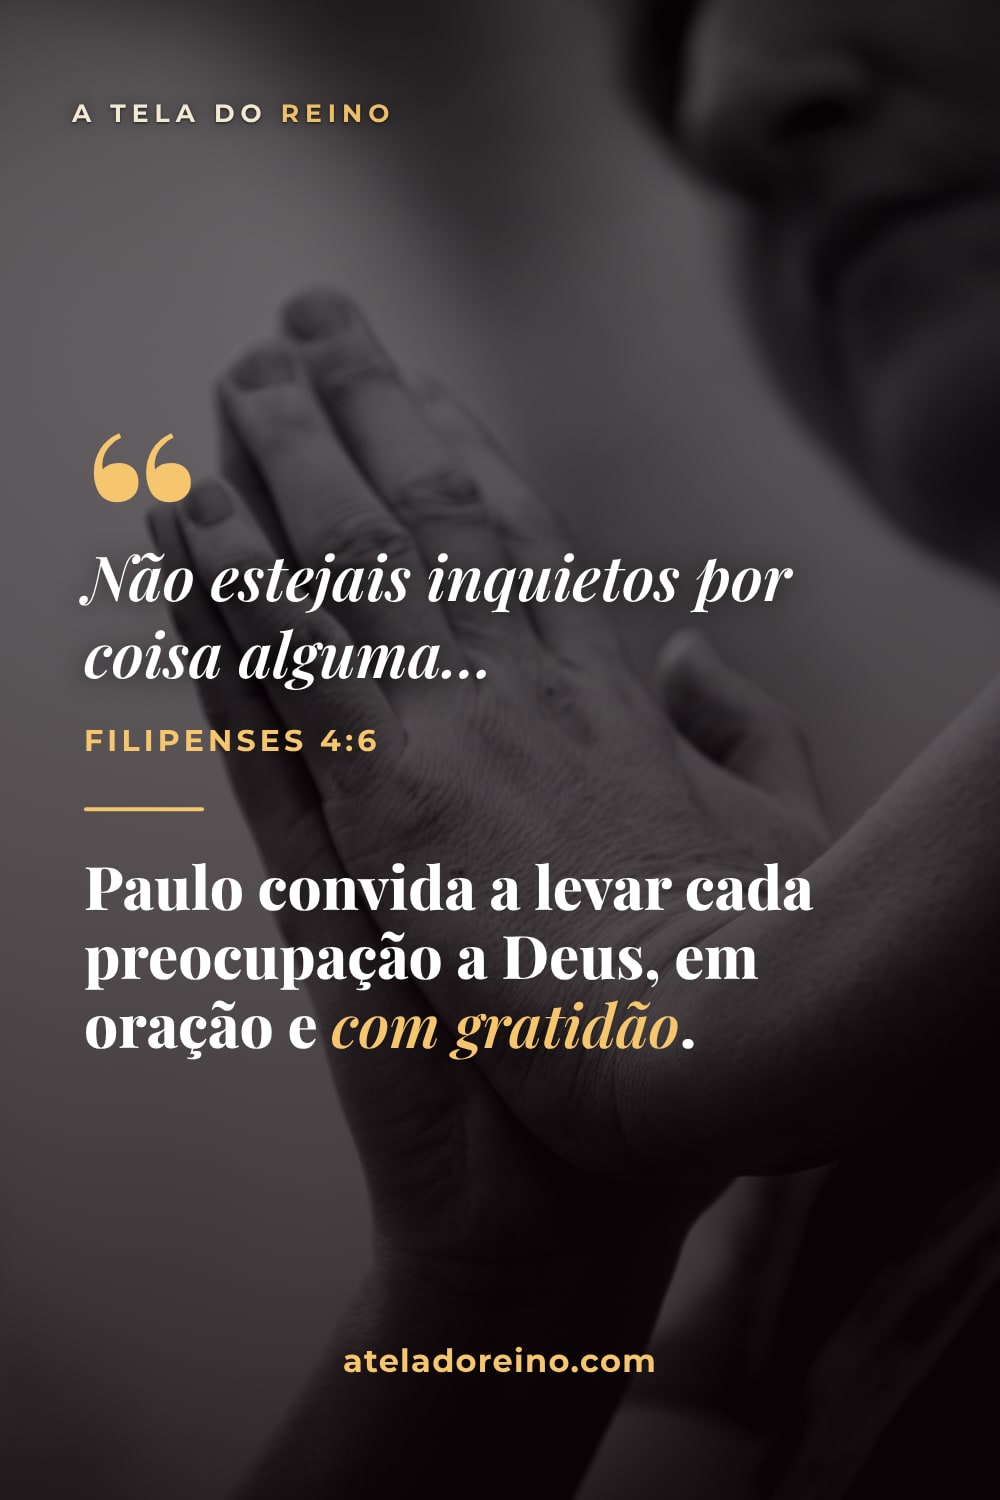 A TELA DO REINO
“
Não estejais inquietos por
coisa alguma...
FILIPENSES 4:6
Paulo convida a levar cada
preocupação a Deus, em
oração e com gratidão.
ateladoreino.com